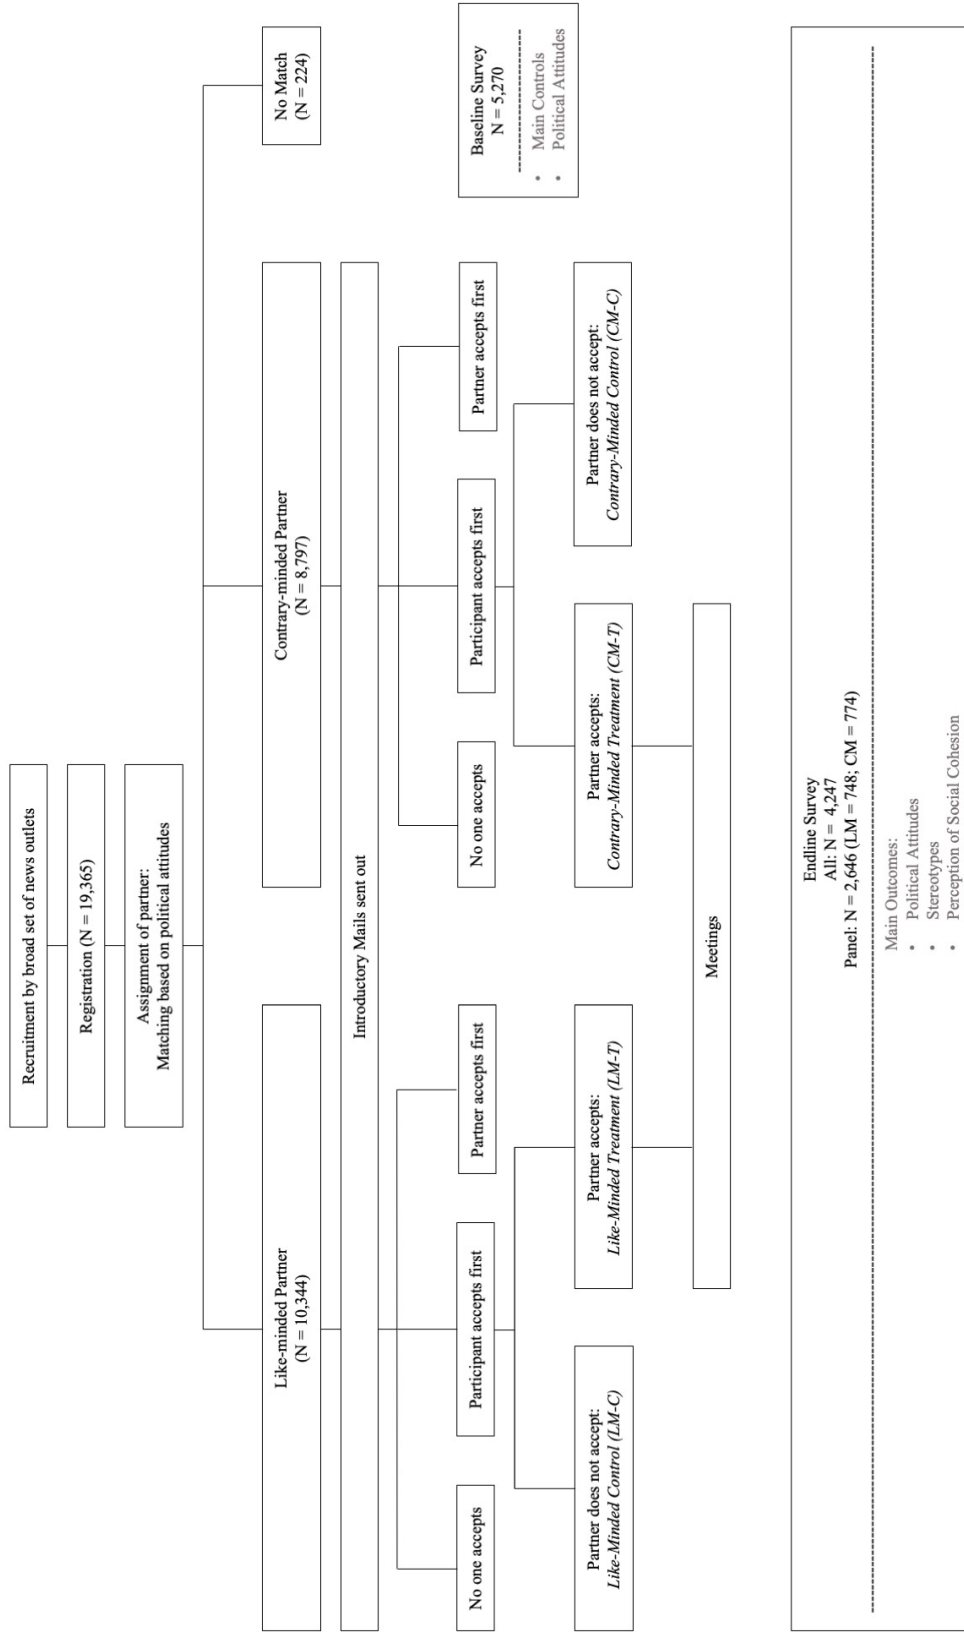 Recruitment by broad set of news outlets
Registration (N = 19,365)
Assignment of partner:
Matching based on political attitudes
Like-minded Partner
(N = 10,344)
Contrary-minded Partner
(N = 8,797)
No Match
(N = 224)
Introductory Mails sent out
No one accepts
Participant accepts first
Partner accepts first
No one accepts
Participant accepts first
Partner accepts first
Baseline Survey
N = 5,270
• Main Controls
• Political Attitudes
Partner does not accept:
Like-Minded Control (LM-C)
Partner accepts:
Like-Minded Treatment (LM-T)
Partner accepts:
Contrary-Minded Treatment (CM-T)
Partner does not accept:
Contrary-Minded Control (CM-C)
Meetings
Endline Survey
All: N = 4,247
Panel: N = 2,646 (LM = 748; CM = 774)
Main Outcomes:
• Political Attitudes
• Stereotypes
• Perception of Social Cohesion